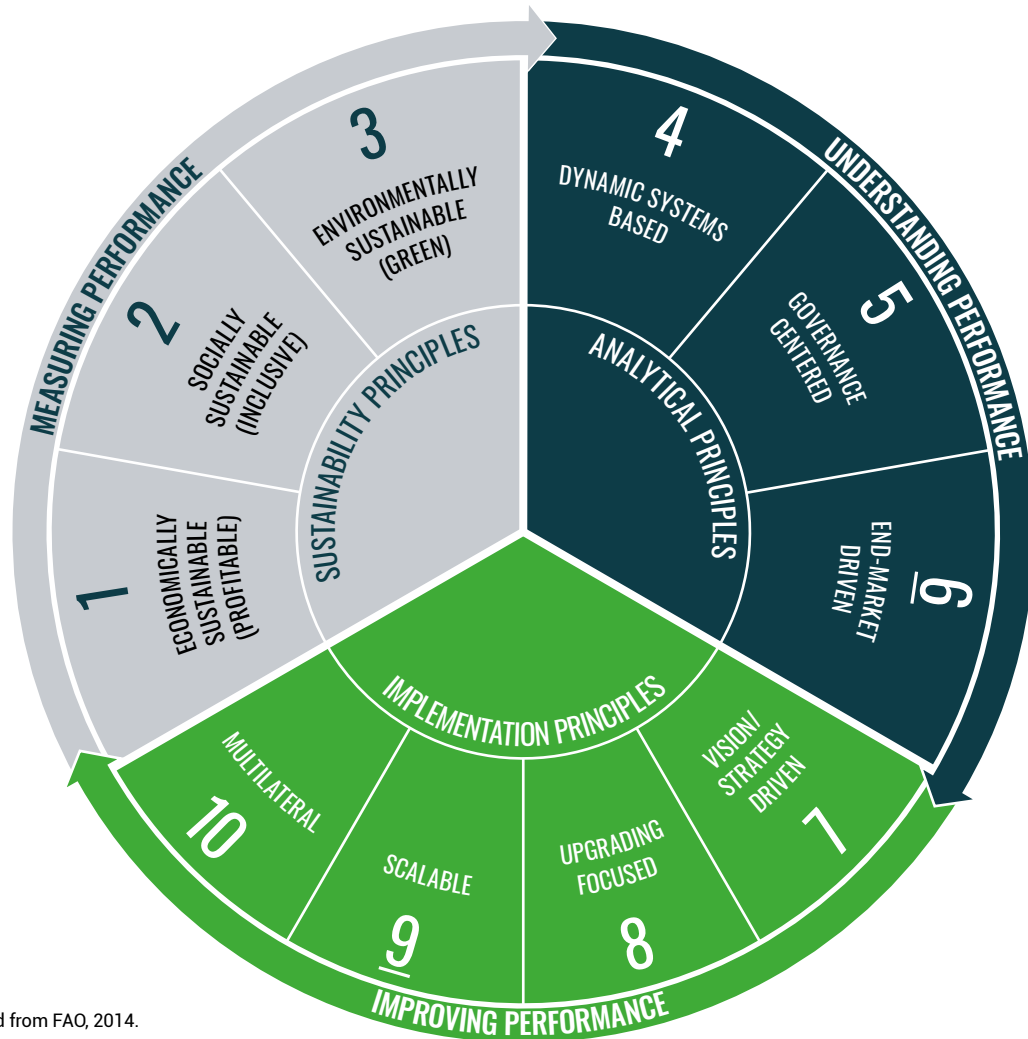 MEASURING PERFORMANCE
SUSTAINABILITY PRINCIPLES
1
ECONOMICALLY
SUSTAINABLE
(PROFITABLE)
2
SOCIALLY
SUSTAINABLE
(INCLUSIVE)
3
ENVIRONMENTALLY
SUSTAINABLE
(GREEN)
UNDERSTANDING PERFORMANCE
ANALYTICAL PRINCIPLES
4
DYNAMIC SYSTEMS
BASED
5
GOVERNANCE
CENTERED
6
END-MARKET
DRIVEN
IMPLEMENTATION PRINCIPLES
7
VISION/
STRATEGY
DRIVEN
8
UPGRADING
FOCUSED
9
SCALABLE
10
MULTILATERAL
IMPROVING PERFORMANCE
from FAO, 2014.